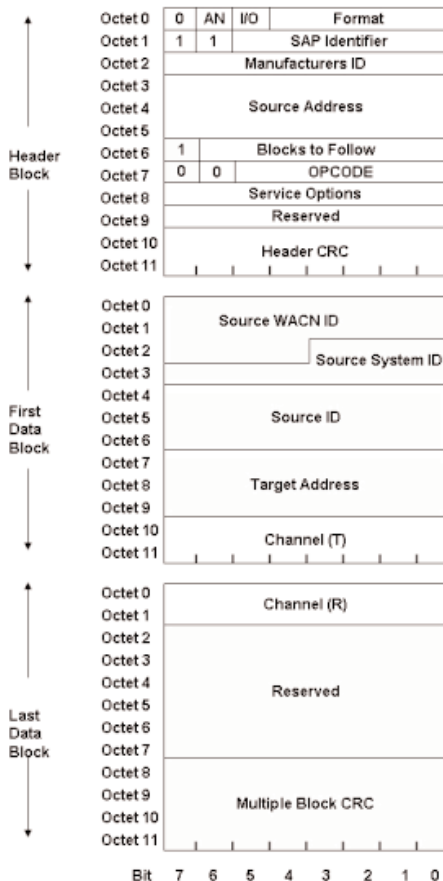 Octet 0 0 AN I/O Format
Octet 1 1 1 SAP Identifier
Octet 2 Manufacturers ID
Octet 3
Octet 4 Source Address
Octet 5
Octet 6 1 Blocks to Follow
Octet 7 0 0 OPCODE
Octet 8 Service Options
Octet 9 Reserved
Octet 10
Header CRC
Octet 11
Header
Block
Octet 0
Source WACN ID
Octet 1
Octet 2
Source System ID
Octet 3
Octet 4
Octet 5 Source ID
Octet 6
Octet 7
Octet 8 Target Address
Octet 9
Octet 10
Channel (T)
Octet 11
First
Data
Block
Octet 0
Channel (R)
Octet 1
Octet 2
Octet 3
Octet 4
Reserved
Octet 5
Octet 6
Octet 7
Octet 8
Octet 9
Multiple Block CRC
Octet 10
Octet 11
Last
Data
Block
Bit 7 6 5 4 3 2 1 0